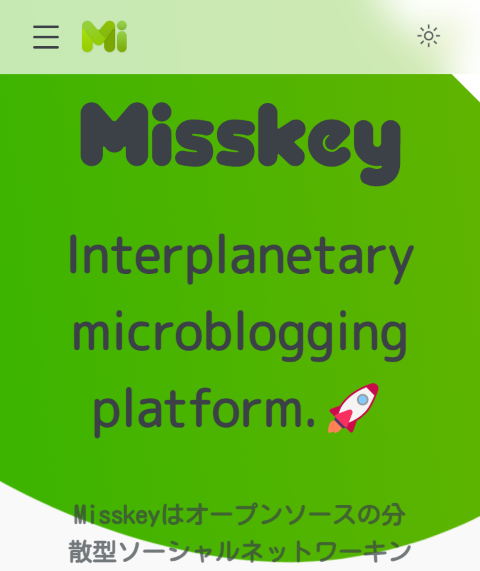 Mi
Misskey
Interplanetary
microblogging
platform.🚀
Misskeyはオープンソースの分
散型ソーシャルネットワーキン